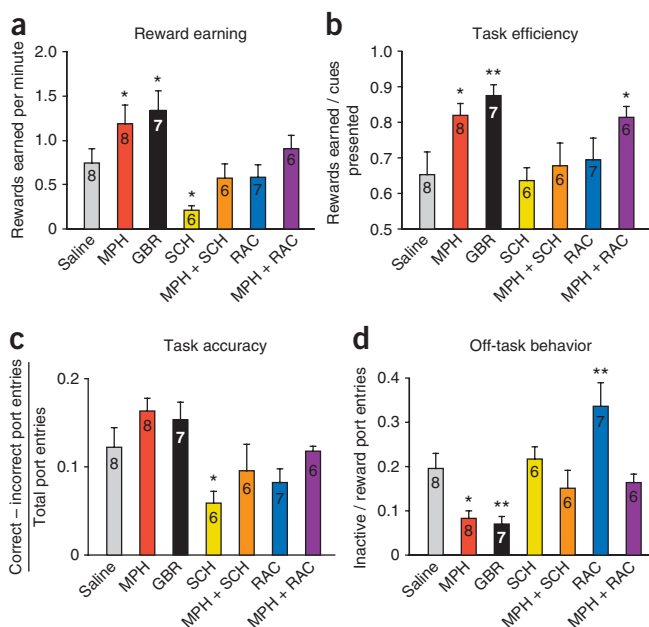 a
Reward earning
Rewards earned per minute
2.0
1.5
1.0
0.5
0
*
*
*
8
8
7
6
6
7
6
Saline
MPH
GBR
SCH
MPH + SCH
RAC
MPH + RAC
b
Task efficiency
Rewards earned / cues
presented
1.0
0.9
0.8
0.7
0.6
0.5
*
**
*
8
8
7
6
6
7
6
Saline
MPH
GBR
SCH
MPH + SCH
RAC
MPH + RAC
c
Task accuracy
Correct – incorrect port entries
Total port entries
0.2
0.1
0
*
8
8
7
6
6
7
6
Saline
MPH
GBR
SCH
MPH + SCH
RAC
MPH + RAC
d
Off-task behavior
Inactive / reward port entries
0.4
0.3
0.2
0.1
0
*
**
**
8
8
7
6
6
7
6
Saline
MPH
GBR
SCH
MPH + SCH
RAC
MPH + RAC